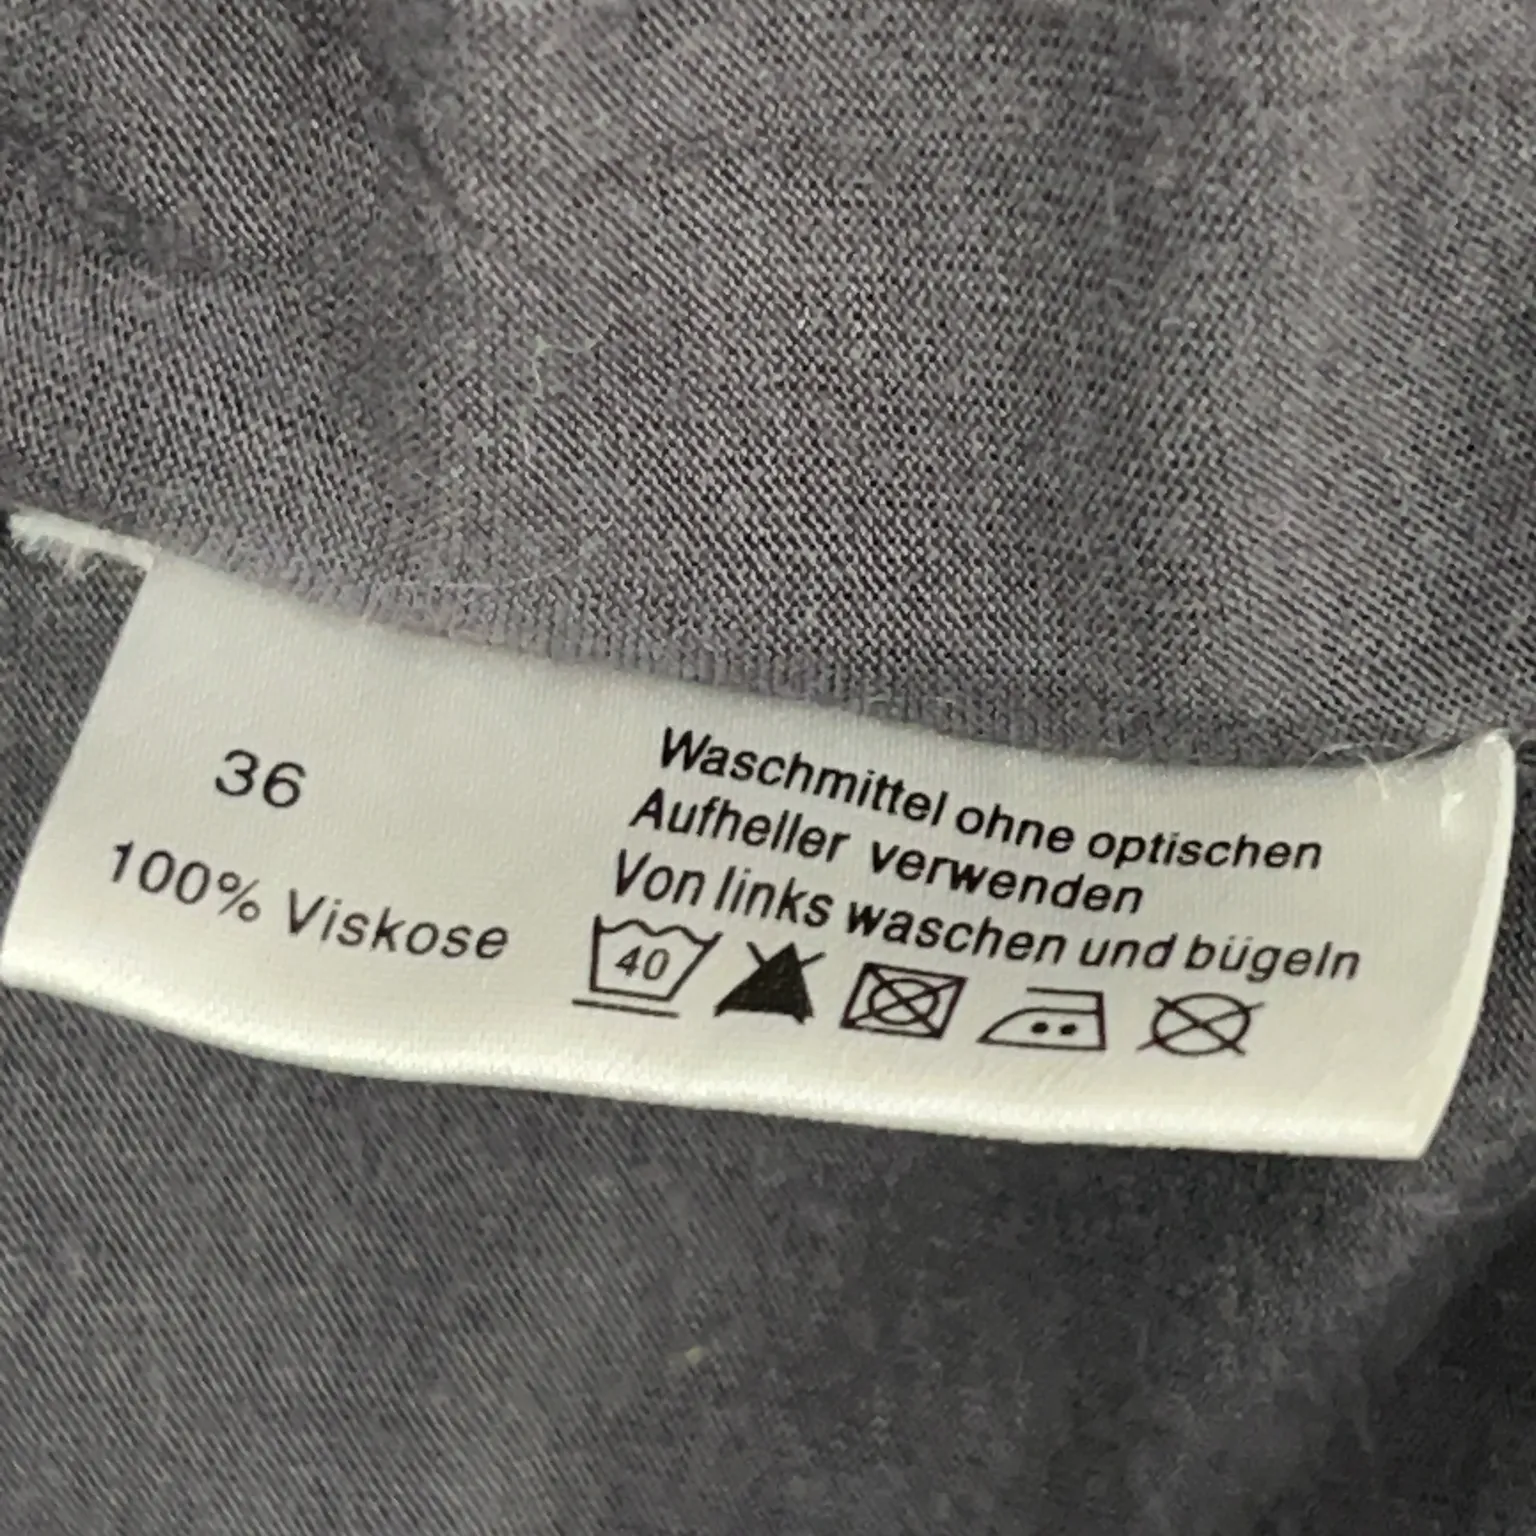 36
100% Viskose
Waschmittel ohne optischen
Aufheller verwenden
Von links waschen und bügeln
40